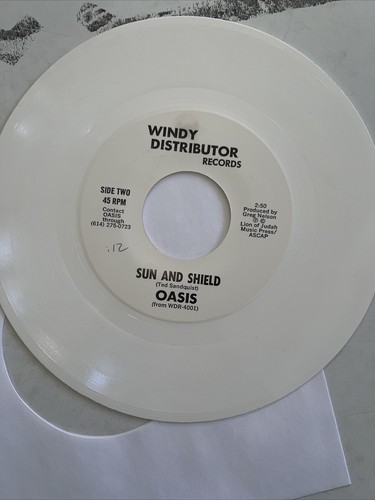 WINDY
DISTRIBUTOR
RECORDS
SIDE TWO
45 RPM
Contact
OASIS
through
(614) 276-0723
.12
2-50
Produced by
Greg Nelson
Ⓟ ©
Lion of Judah
Music Press/
ASCAP
SUN AND SHIELD
(Ted Sandquist)
OASIS
(from WDR-4001)